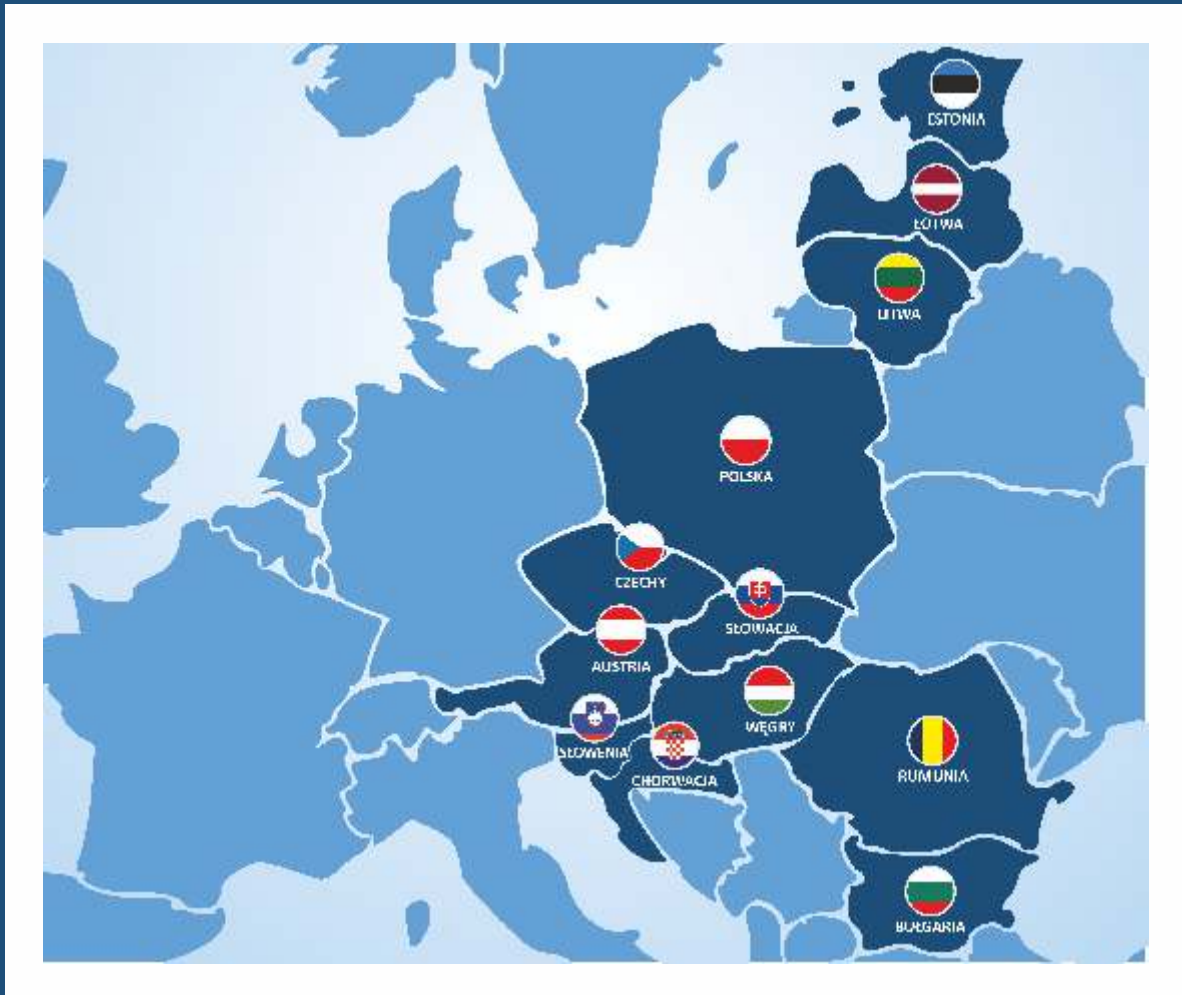 ESTONIA
ŁOTWA
LITWA
POLSKA
CZECHY
SŁOWACJA
AUSTRIA
WĘGRY
SŁOWENIA
CHORWACJA
RUMUNIA
BUŁGARIA